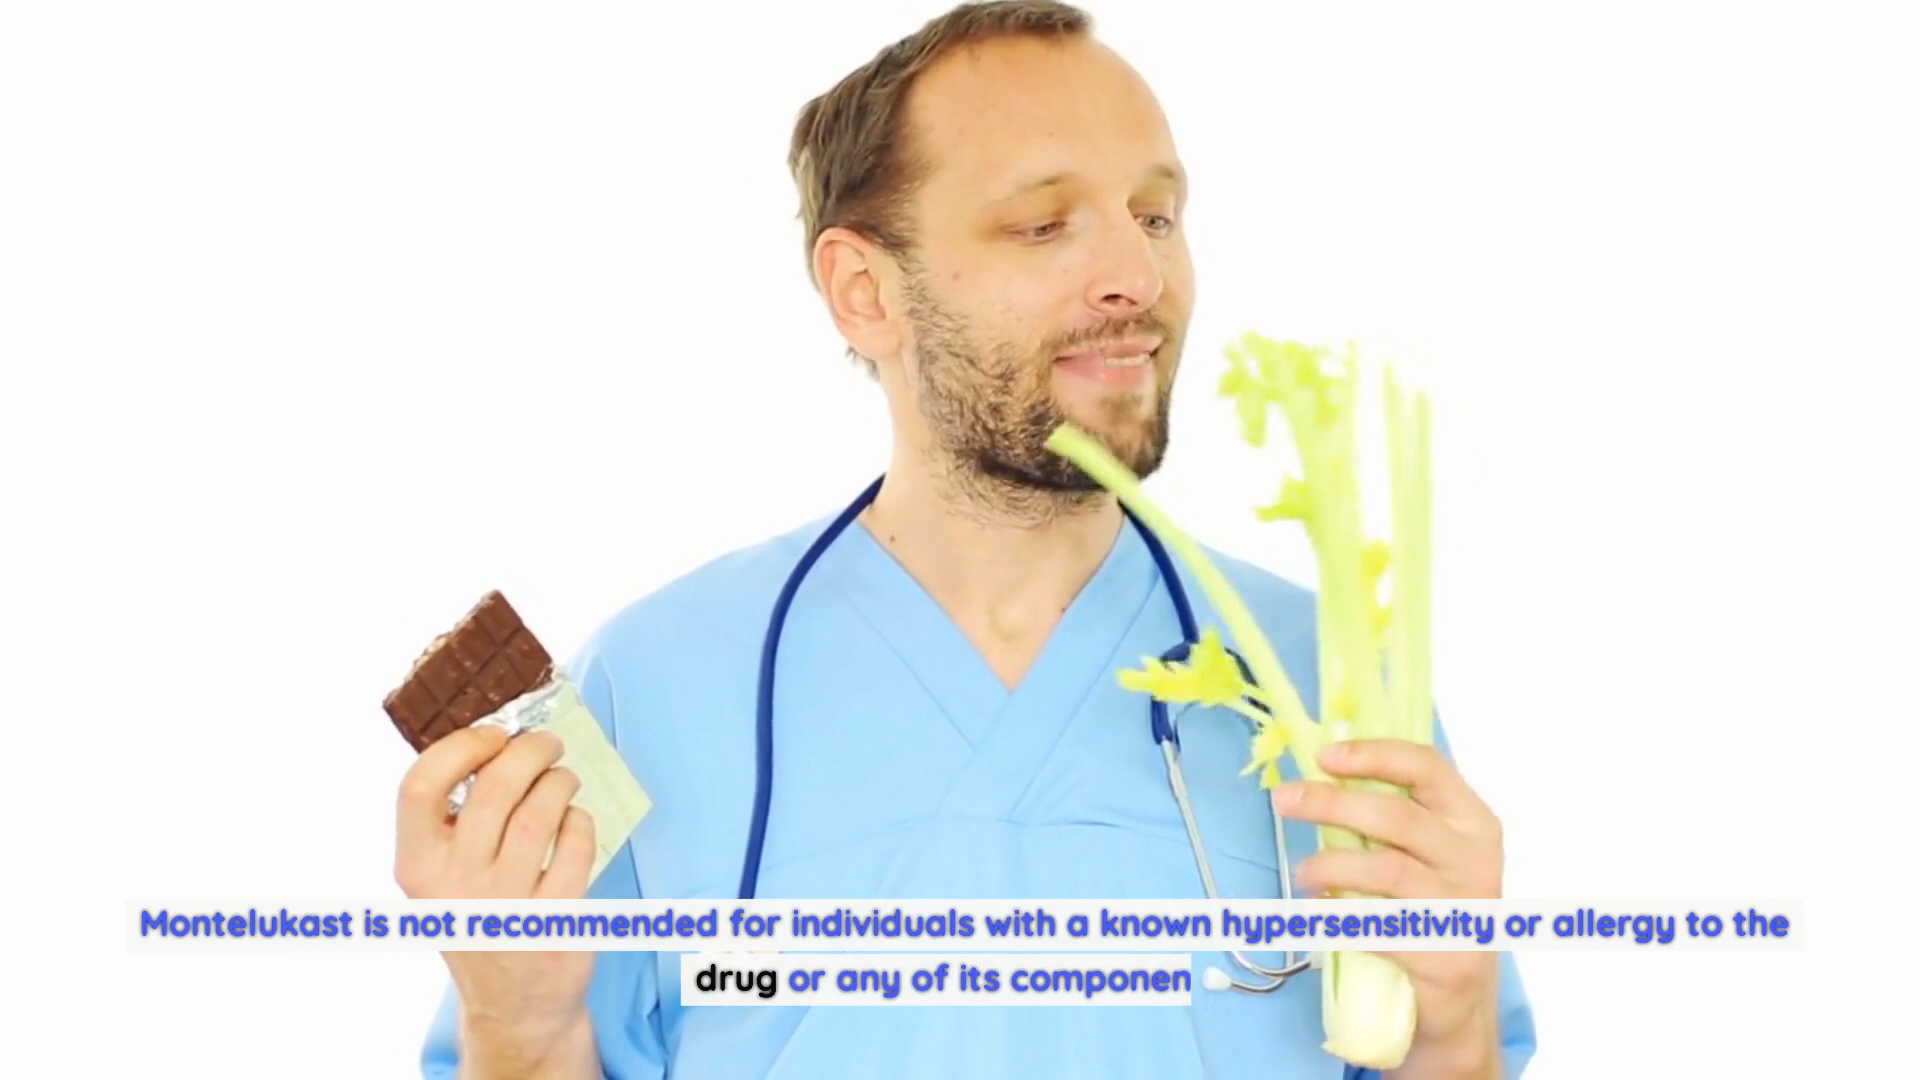 Montelukast is not recommended for individuals with a known hypersensitivity or allergy to the
drug or any of its componen